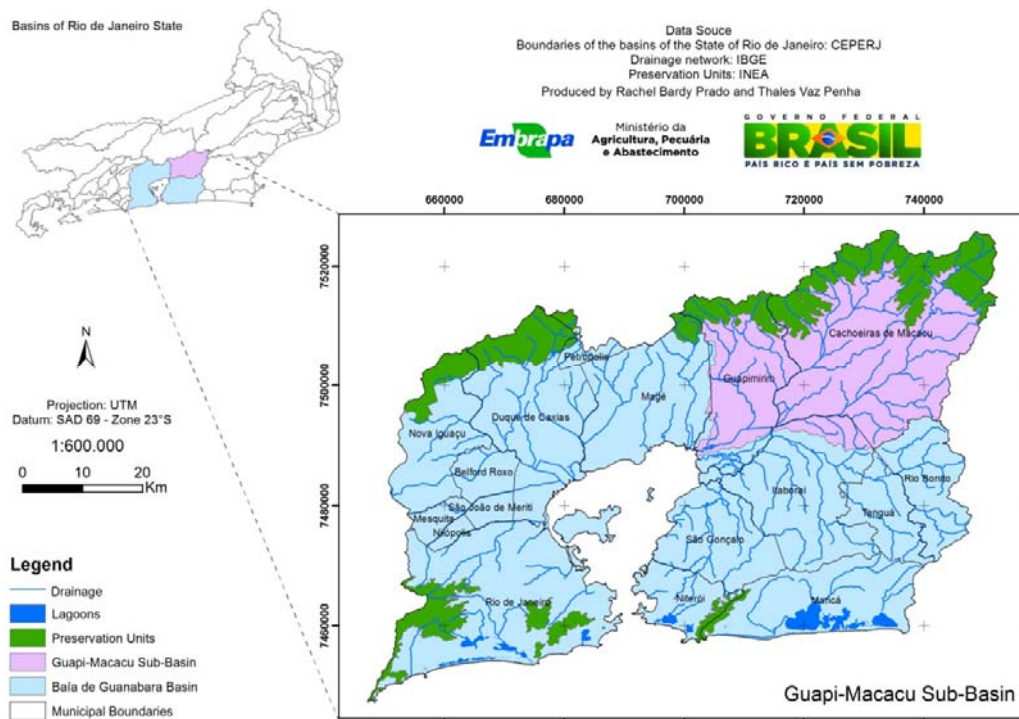 Basins of Rio de Janeiro State
Data Souce
Boundaries of the basins of the State of Rio de Janeiro: CEPERJ
Drainage network: IBGE
Preservation Units: INEA
Produced by Rachel Bardy Prado and Thales Vaz Penha
Embrapa
Ministério da
Agricultura, Pecuária
e Abastecimento
GOVERNO FEDERAL
BRASIL
PAÍS RICO É PAÍS SEM POBREZA
660000 680000 700000 720000 740000
7520000
7500000
7480000
7460000
Cachoeiras de Macacu
Petrópolis
Guapimirim
Magé
Duque de Caxias
Nova Iguaçu
Belford Roxo
Rio Bonito
Itaboraí
São João de Meriti
Tanguá
Mesquita
Nilópolis
São Gonçalo
Niterói
Maricá
Rio de Janeiro
Guapi-Macacu Sub-Basin
N
Projection: UTM
Datum: SAD 69 - Zone 23°S
1:600.000
0 10 20
Km
Legend
Drainage
Lagoons
Preservation Units
Guapi-Macacu Sub-Basin
Baía de Guanabara Basin
Municipal Boundaries